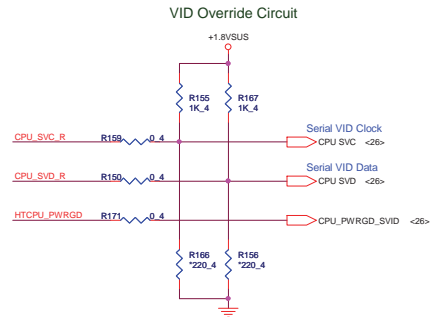 VID Override Circuit
+1.8VSUS
R155
1K_4
R167
1K_4
Serial VID Clock
CPU_SVC_R
R159
0_4
CPU SVC <26>
Serial VID Data
CPU_SVD_R
R150
0_4
CPU SVD <26>
HTCPU_PWRGD
R171
0_4
CPU_PWRGD_SVID <26>
R166
*220_4
R156
*220_4